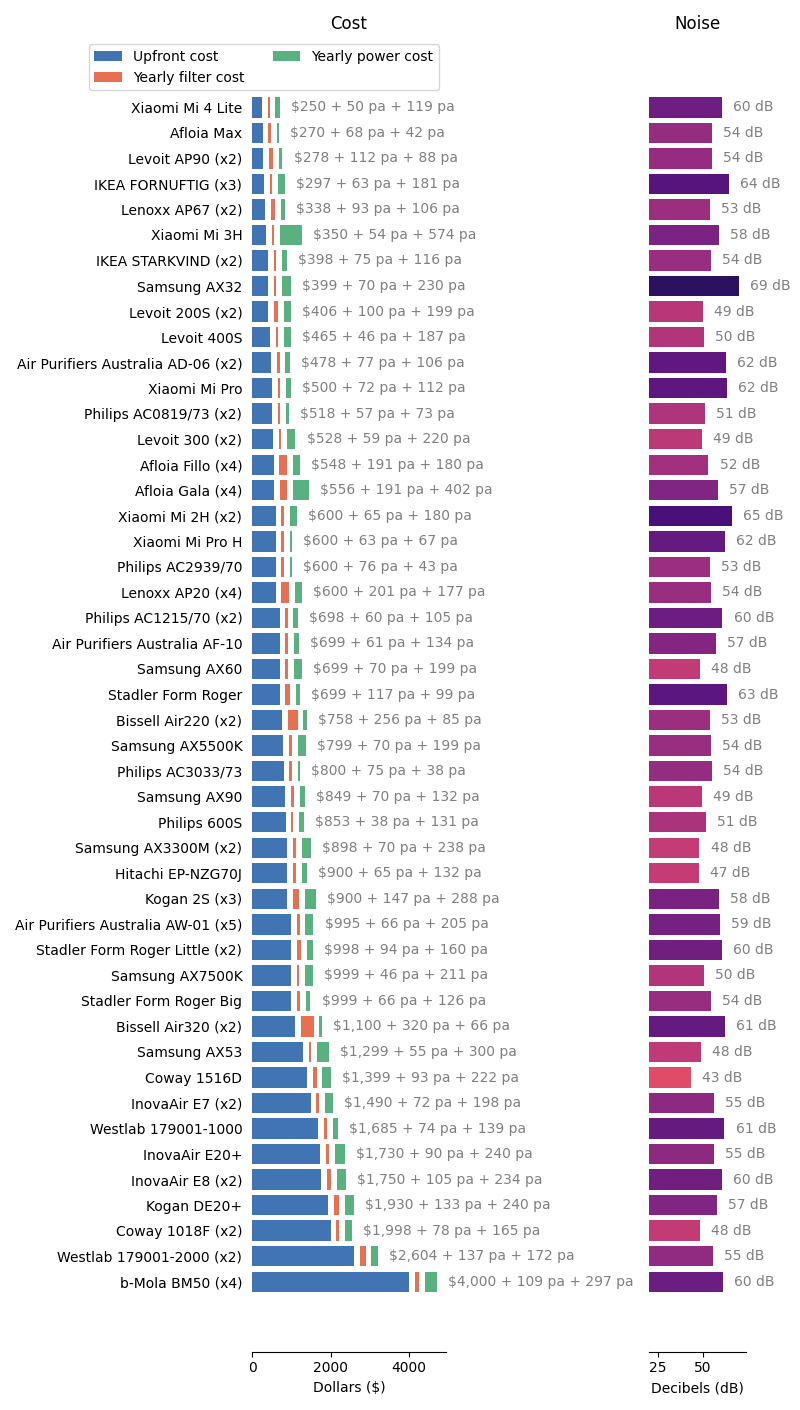 Cost Noise
Upfront cost Yearly power cost
Yearly filter cost
Xiaomi Mi 4 Lite $250 + 50 pa + 119 pa 60 dB
Afloia Max $270 + 68 pa + 42 pa 54 dB
Levoit AP90 (x2) $278 + 112 pa + 88 pa 54 dB
IKEA FORNUFTIG (x3) $297 + 63 pa + 181 pa 64 dB
Lenoxx AP67 (x2) $338 + 93 pa + 106 pa 53 dB
Xiaomi Mi 3H $350 + 54 pa + 574 pa 58 dB
IKEA STARKVIND (x2) $398 + 75 pa + 116 pa 54 dB
Samsung AX32 $399 + 70 pa + 230 pa 69 dB
Levoit 200S (x2) $406 + 100 pa + 199 pa 49 dB
Levoit 400S $465 + 46 pa + 187 pa 50 dB
Air Purifiers Australia AD-06 (x2) $478 + 77 pa + 106 pa 62 dB
Xiaomi Mi Pro $500 + 72 pa + 112 pa 62 dB
Philips AC0819/73 (x2) $518 + 57 pa + 73 pa 51 dB
Levoit 300 (x2) $528 + 59 pa + 220 pa 49 dB
Afloia Fillo (x4) $548 + 191 pa + 180 pa 52 dB
Afloia Gala (x4) $556 + 191 pa + 402 pa 57 dB
Xiaomi Mi 2H (x2) $600 + 65 pa + 180 pa 65 dB
Xiaomi Mi Pro H $600 + 63 pa + 67 pa 62 dB
Philips AC2939/70 $600 + 76 pa + 43 pa 53 dB
Lenoxx AP20 (x4) $600 + 201 pa + 177 pa 54 dB
Philips AC1215/70 (x2) $698 + 60 pa + 105 pa 60 dB
Air Purifiers Australia AF-10 $699 + 61 pa + 134 pa 57 dB
Samsung AX60 $699 + 70 pa + 199 pa 48 dB
Stadler Form Roger $699 + 117 pa + 99 pa 63 dB
Bissell Air220 (x2) $758 + 256 pa + 85 pa 53 dB
Samsung AX5500K $799 + 70 pa + 199 pa 54 dB
Philips AC3033/73 $800 + 75 pa + 38 pa 54 dB
Samsung AX90 $849 + 70 pa + 132 pa 49 dB
Philips 600S $853 + 38 pa + 131 pa 51 dB
Samsung AX3300M (x2) $898 + 70 pa + 238 pa 48 dB
Hitachi EP-NZG70J $900 + 65 pa + 132 pa 47 dB
Kogan 2S (x3) $900 + 147 pa + 288 pa 58 dB
Air Purifiers Australia AW-01 (x5) $995 + 66 pa + 205 pa 59 dB
Stadler Form Roger Little (x2) $998 + 94 pa + 160 pa 60 dB
Samsung AX7500K $999 + 46 pa + 211 pa 50 dB
Stadler Form Roger Big $999 + 66 pa + 126 pa 54 dB
Bissell Air320 (x2) $1,100 + 320 pa + 66 pa 61 dB
Samsung AX53 $1,299 + 55 pa + 300 pa 48 dB
Coway 1516D $1,399 + 93 pa + 222 pa 43 dB
InovaAir E7 (x2) $1,490 + 72 pa + 198 pa 55 dB
Westlab 179001-1000 $1,685 + 74 pa + 139 pa 61 dB
InovaAir E20+ $1,730 + 90 pa + 240 pa 55 dB
InovaAir E8 (x2) $1,750 + 105 pa + 234 pa 60 dB
Kogan DE20+ $1,930 + 133 pa + 240 pa 57 dB
Coway 1018F (x2) $1,998 + 78 pa + 165 pa 48 dB
Westlab 179001-2000 (x2) $2,604 + 137 pa + 172 pa 55 dB
b-Mola BM50 (x4) $4,000 + 109 pa + 297 pa 60 dB
0 2000 4000 25 50
Dollars ($) Decibels (dB)